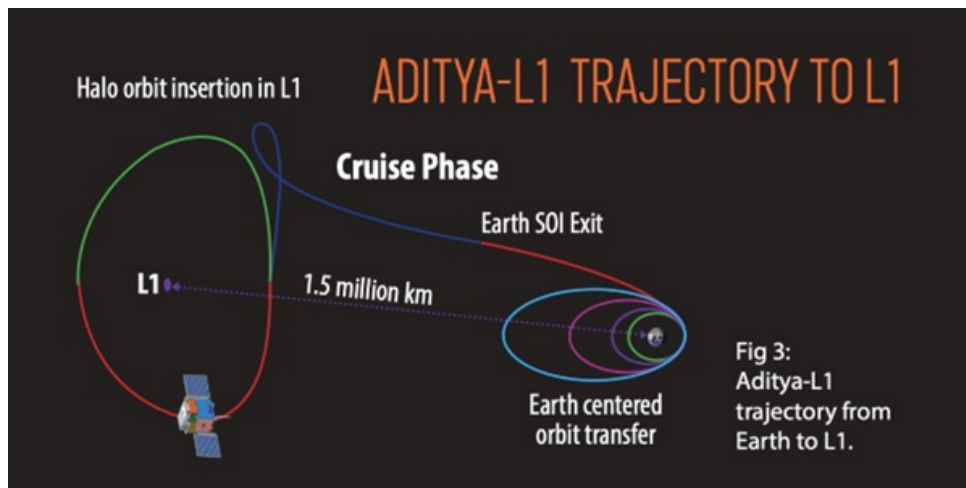 ADITYA-L1 TRAJECTORY TO L1
Halo orbit insertion in L1
Cruise Phase
Earth SOI Exit
L1
1.5 million km
Earth centered
orbit transfer
Fig 3:
Aditya-L1
trajectory from
Earth to L1.